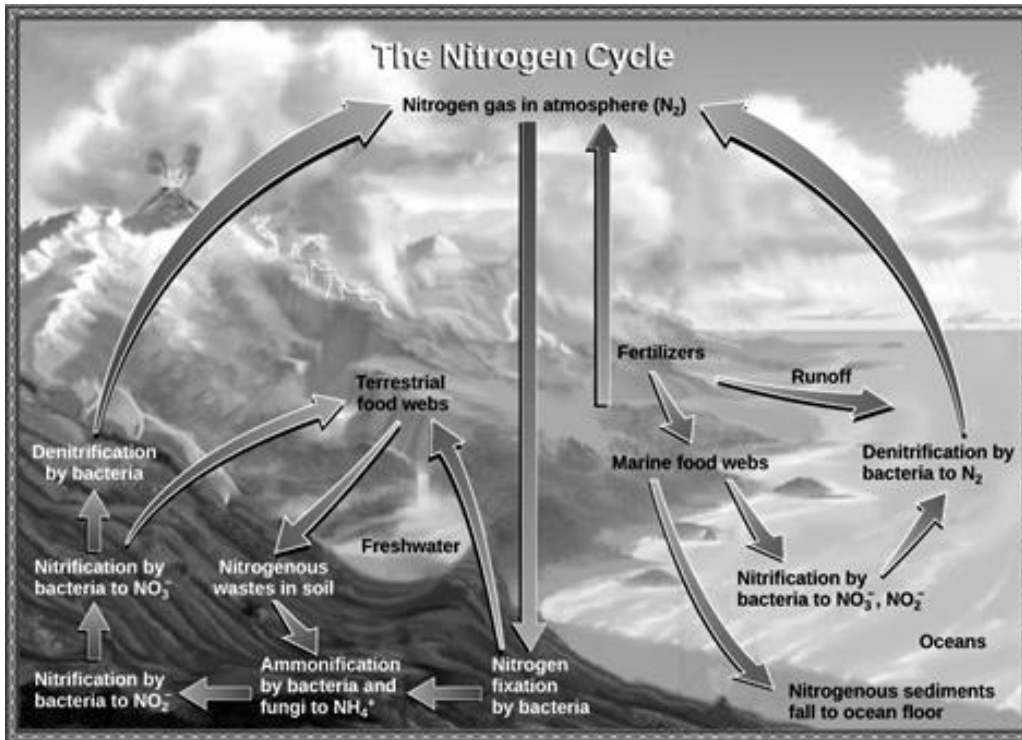 The Nitrogen Cycle
Nitrogen gas in atmosphere (N₂)
Fertilizers
Runoff
Terrestrial
food webs
Denitrification
by bacteria
Marine food webs
Denitrification by
bacteria to N₂
Freshwater
Nitrification by
bacteria to NO₃⁻
Nitrogenous
wastes in soil
Nitrification by
bacteria to NO₃⁻, NO₂⁻
Oceans
Nitrification by
bacteria to NO₂⁻
Ammonification
by bacteria and
fungi to NH₄⁺
Nitrogen
fixation
by bacteria
Nitrogenous sediments
fall to ocean floor